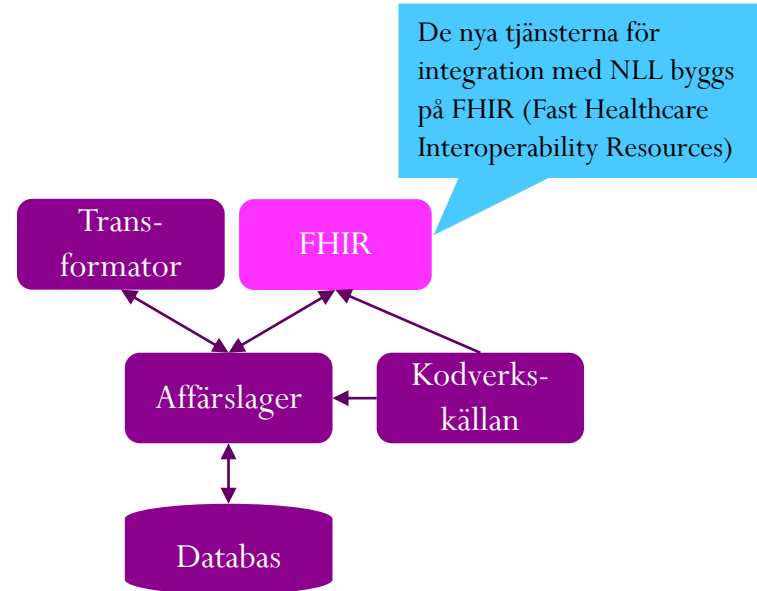 De nya tjänsterna för
integration med NLL byggs
på FHIR (Fast Healthcare
Interoperability Resources)
Trans-
formator
FHIR
Affärslager
Kodverks-
källan
Databas